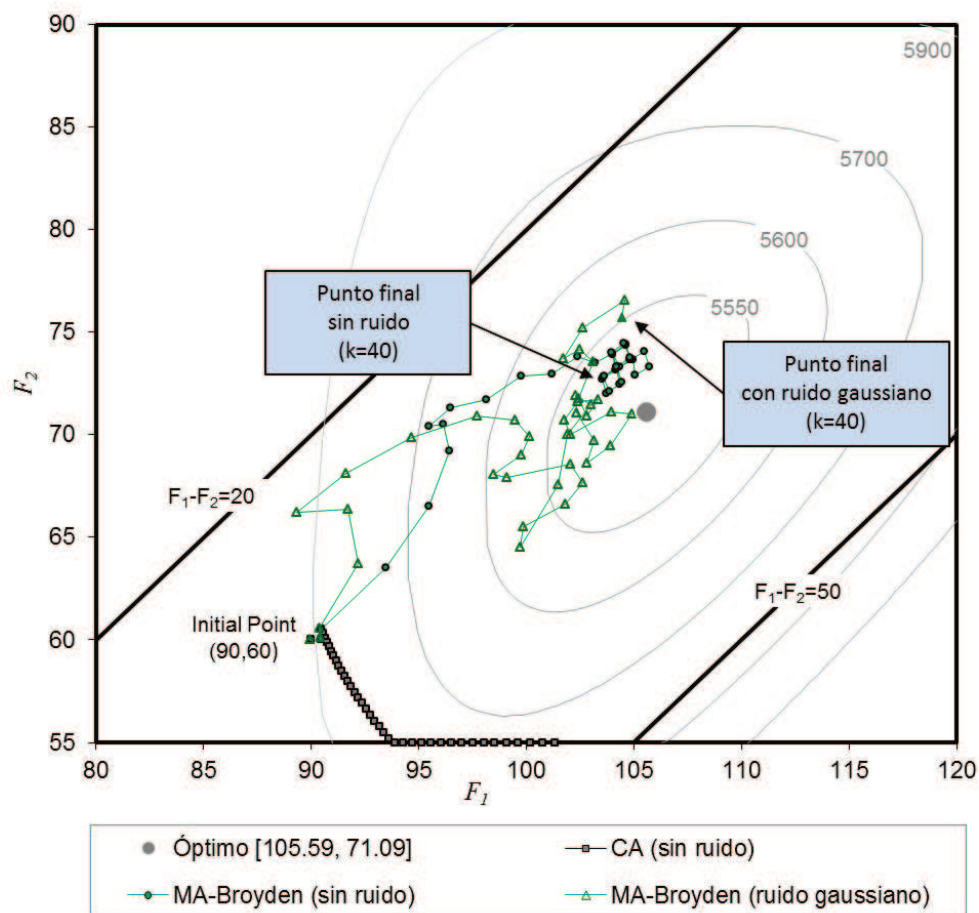 90
85
80
75
70
65
60
55
F₂
80
85
90
95
100
105
110
115
120
F₁
5900
5700
5600
5550
Punto final
sin ruido
(k=40)
Punto final
con ruido gaussiano
(k=40)
F₁-F₂=20
F₁-F₂=50
Initial Point
(90,60)
Óptimo [105.59, 71.09]
CA (sin ruido)
MA-Broyden (sin ruido)
MA-Broyden (ruido gaussiano)